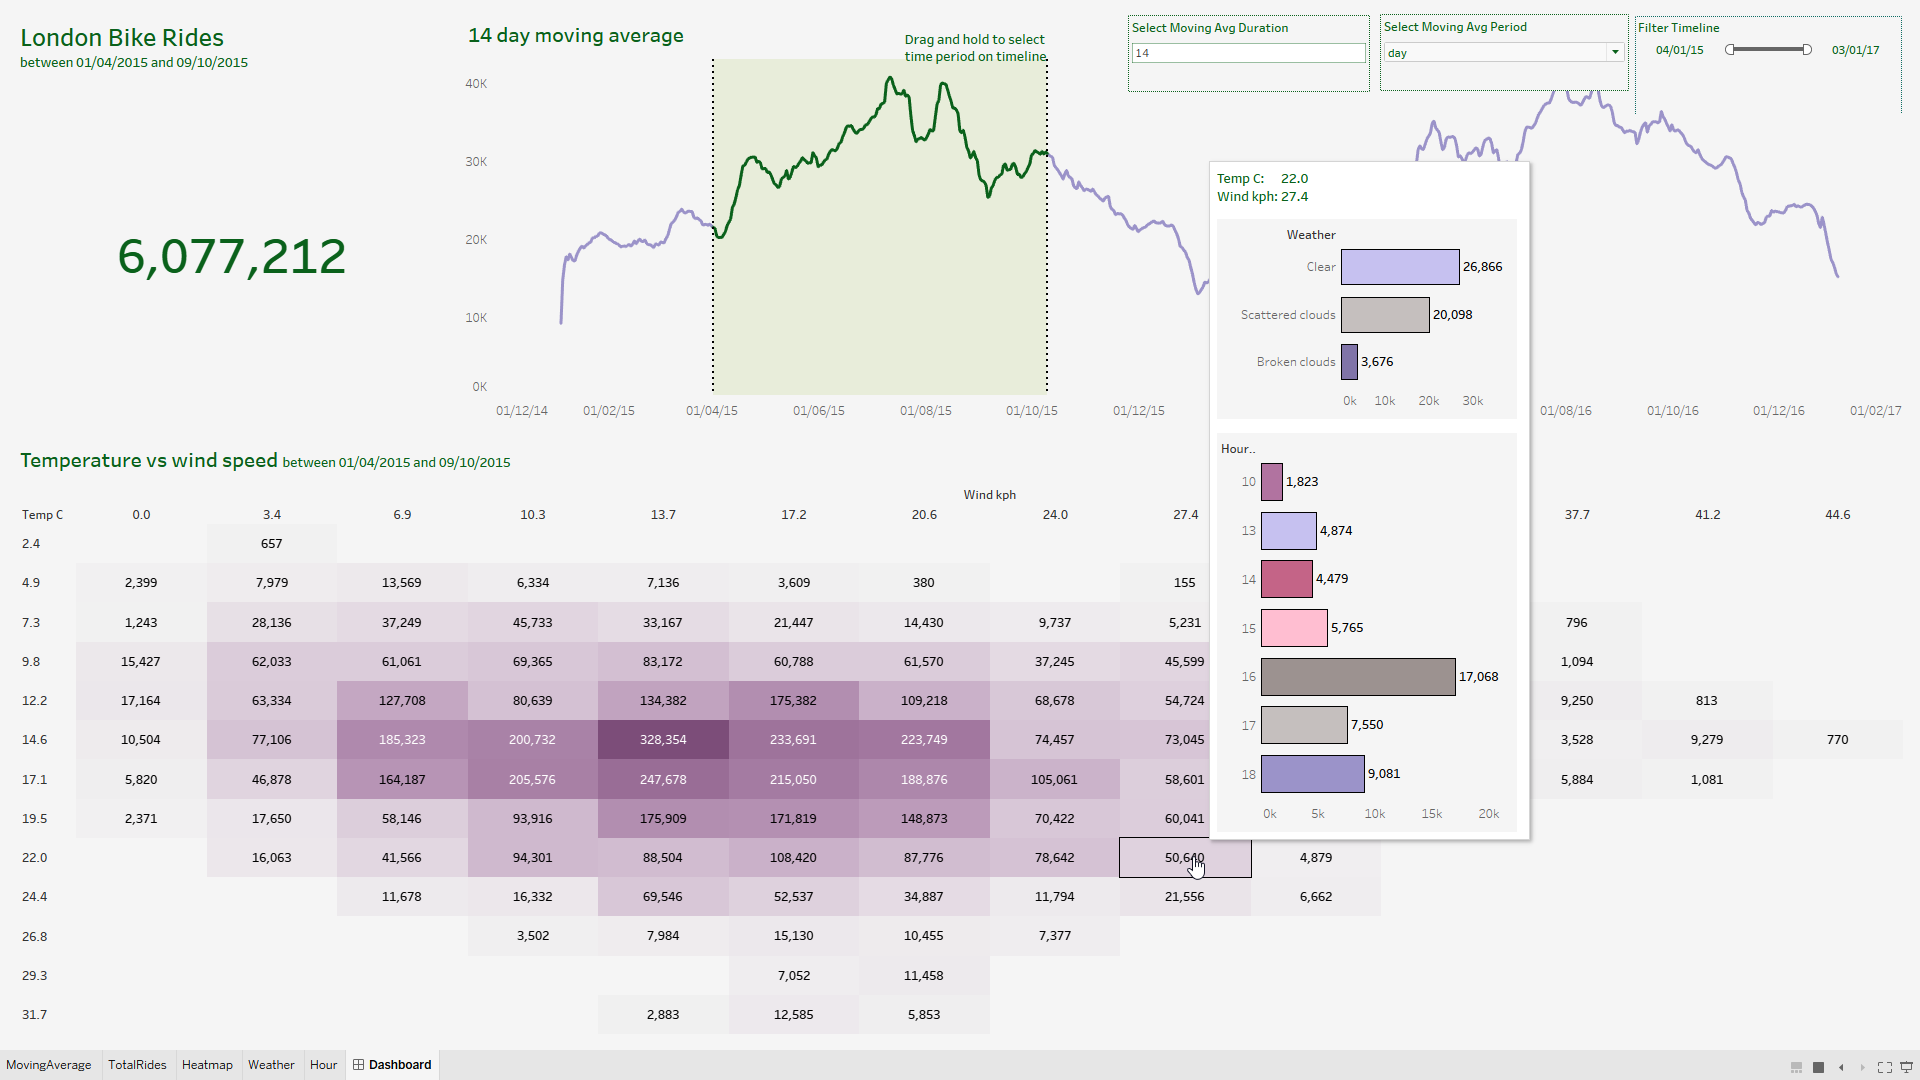 London Bike Rides
between 01/04/2015 and 09/10/2015
6,077,212
14 day moving average
Drag and hold to select
time period on timeline
40K
30K
20K
10K
0K
01/12/14 01/02/15 01/04/15 01/06/15 01/08/15 01/10/15 01/12/15 01/08/16 01/10/16 01/12/16 01/02/17
Select Moving Avg Duration
14
Select Moving Avg Period
day
Filter Timeline
04/01/15 03/01/17
Temp C: 22.0
Wind kph: 27.4
Weather
Clear 26,866
Scattered clouds 20,098
Broken clouds 3,676
0k 10k 20k 30k
Hour..
10 1,823
13 4,874
14 4,479
15 5,765
16 17,068
17 7,550
18 9,081
0k 5k 10k 15k 20k
Temperature vs wind speed between 01/04/2015 and 09/10/2015
Wind kph
Temp C 0.0 3.4 6.9 10.3 13.7 17.2 20.6 24.0 27.4 37.7 41.2 44.6
2.4 657
4.9 2,399 7,979 13,569 6,334 7,136 3,609 380 155
7.3 1,243 28,136 37,249 45,733 33,167 21,447 14,430 9,737 5,231 796
9.8 15,427 62,033 61,061 69,365 83,172 60,788 61,570 37,245 45,599 1,094
12.2 17,164 63,334 127,708 80,639 134,382 175,382 109,218 68,678 54,724 9,250 813
14.6 10,504 77,106 185,323 200,732 328,354 233,691 223,749 74,457 73,045 3,528 9,279 770
17.1 5,820 46,878 164,187 205,576 247,678 215,050 188,876 105,061 58,601 5,884 1,081
19.5 2,371 17,650 58,146 93,916 175,909 171,819 148,873 70,422 60,041
22.0 16,063 41,566 94,301 88,504 108,420 87,776 78,642 50,640 4,879
24.4 11,678 16,332 69,546 52,537 34,887 11,794 21,556 6,662
26.8 3,502 7,984 15,130 10,455 7,377
29.3 7,052 11,458
31.7 2,883 12,585 5,853
MovingAverage TotalRides Heatmap Weather Hour Dashboard